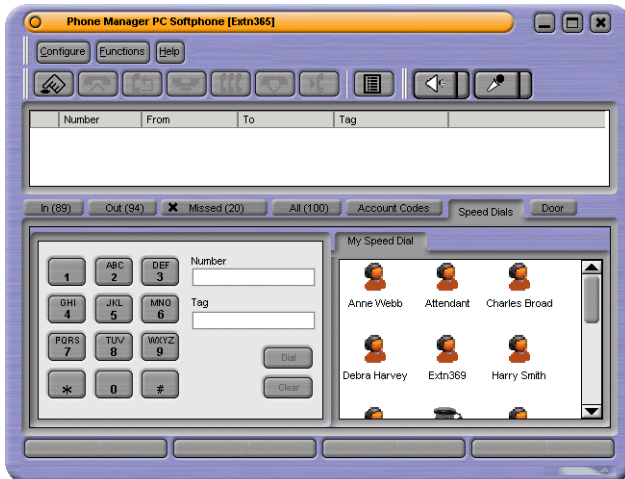 Phone Manager PC Softphone [Extn365]
Configure Functions Help
Number From To Tag
In (89) Out (94) Missed (20) All (100) Account Codes Speed Dials Door
My Speed Dial
1 ABC 2 DEF 3
GHI 4 JKL 5 MNO 6
PQRS 7 TUV 8 WXYZ 9
* 0 #
Number
Tag
Dial
Clear
Anne Webb Attendant Charles Broad
Debra Harvey Extn369 Harry Smith